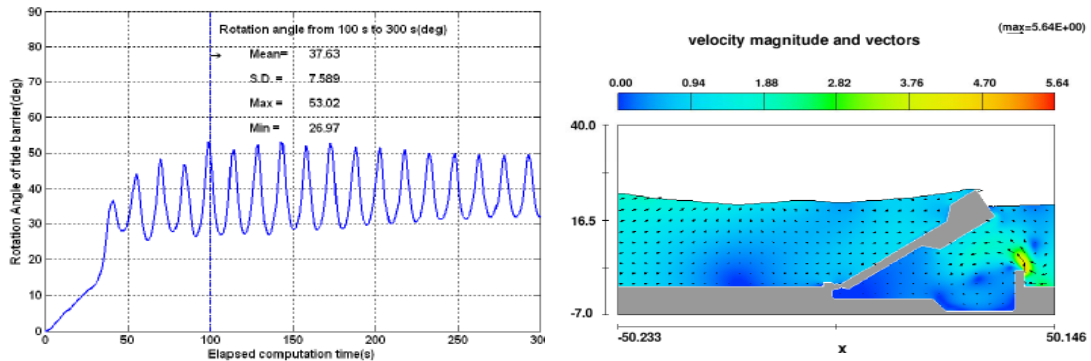 90
80
70
60
50
40
30
20
10
0
Rotation Angle of tide barrier(deg)
Rotation angle from 100 s to 300 s(deg)
Mean= 37.63
S.D. = 7.589
Max = 53.02
Min = 26.97
0 50 100 150 200 250 300
Elapsed computation time(s)
(max=5.64E+00)
velocity magnitude and vectors
0.00 0.94 1.88 2.82 3.76 4.70 5.64
40.0
16.5
-7.0
-50.233 50.146
x